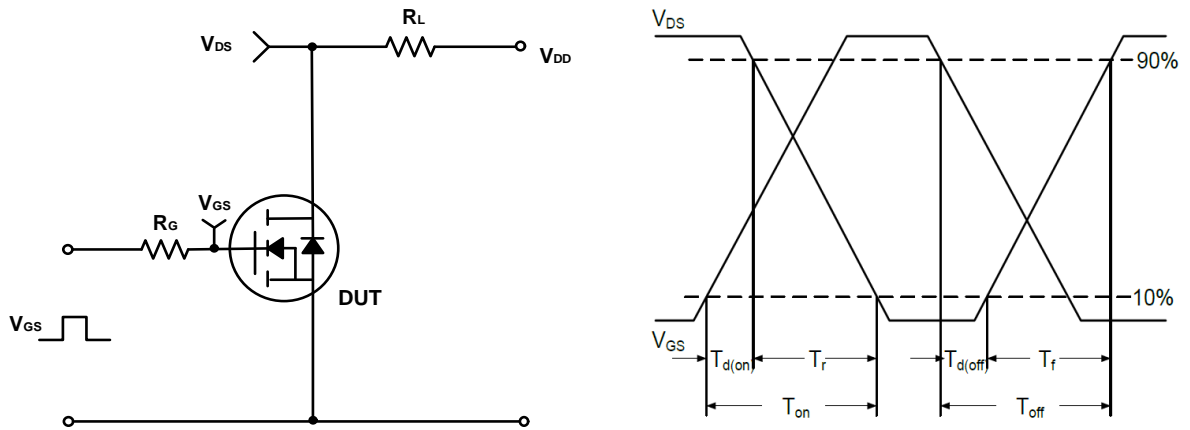 RL
VDS
VDD
VGS
RG
DUT
VGS
VDS
90%
10%
VGS
Td(on)
Tr
Td(off)
Tf
Ton
Toff